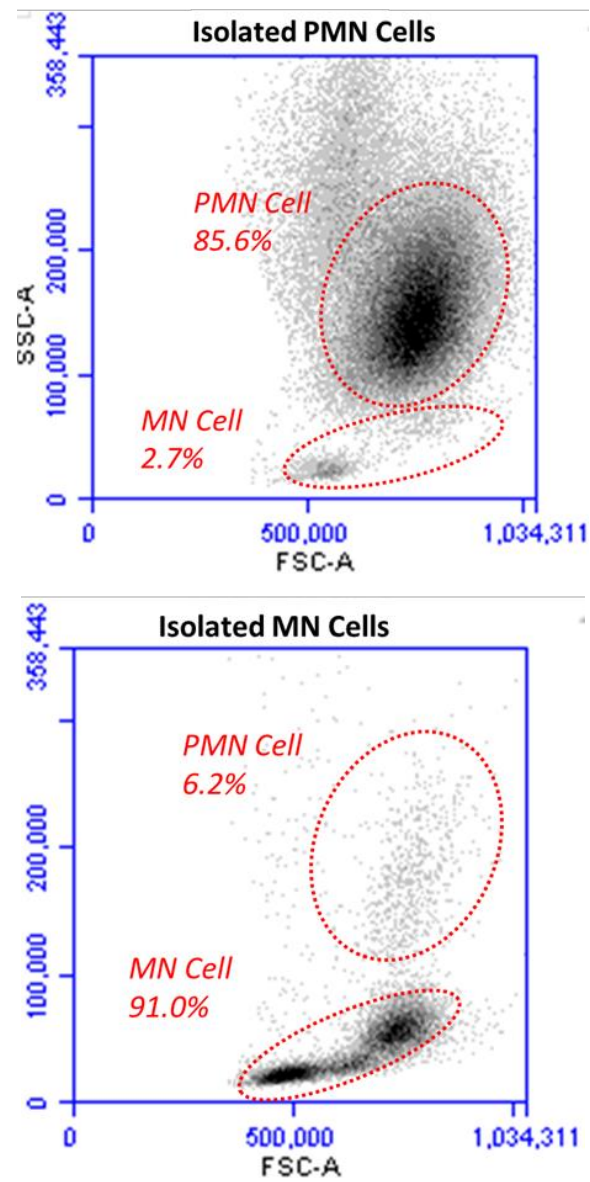 Isolated PMN Cells
358,443
200,000
100,000
0
SSC-A
PMN Cell
85.6%
MN Cell
2.7%
0
500,000
1,034,311
FSC-A
Isolated MN Cells
358,443
200,000
100,000
0
PMN Cell
6.2%
MN Cell
91.0%
0
500,000
1,034,311
FSC-A